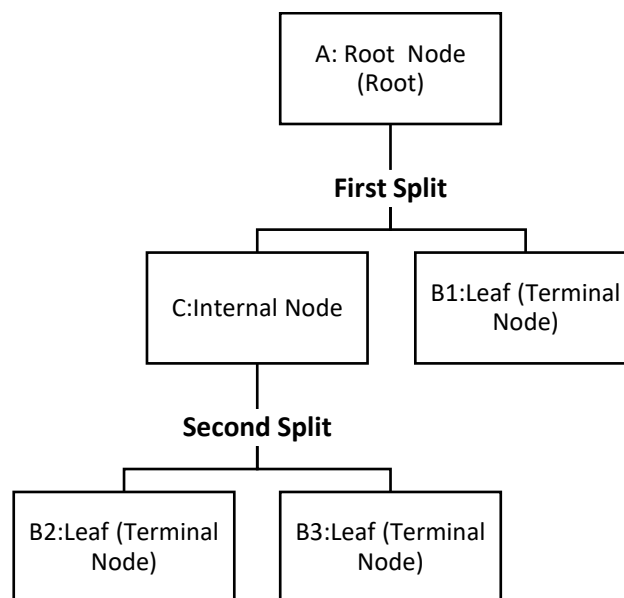 A: Root  Node
(Root)
First Split
C:Internal Node
B1:Leaf (Terminal
Node)
Second Split
B2:Leaf (Terminal
Node)
B3:Leaf (Terminal
Node)